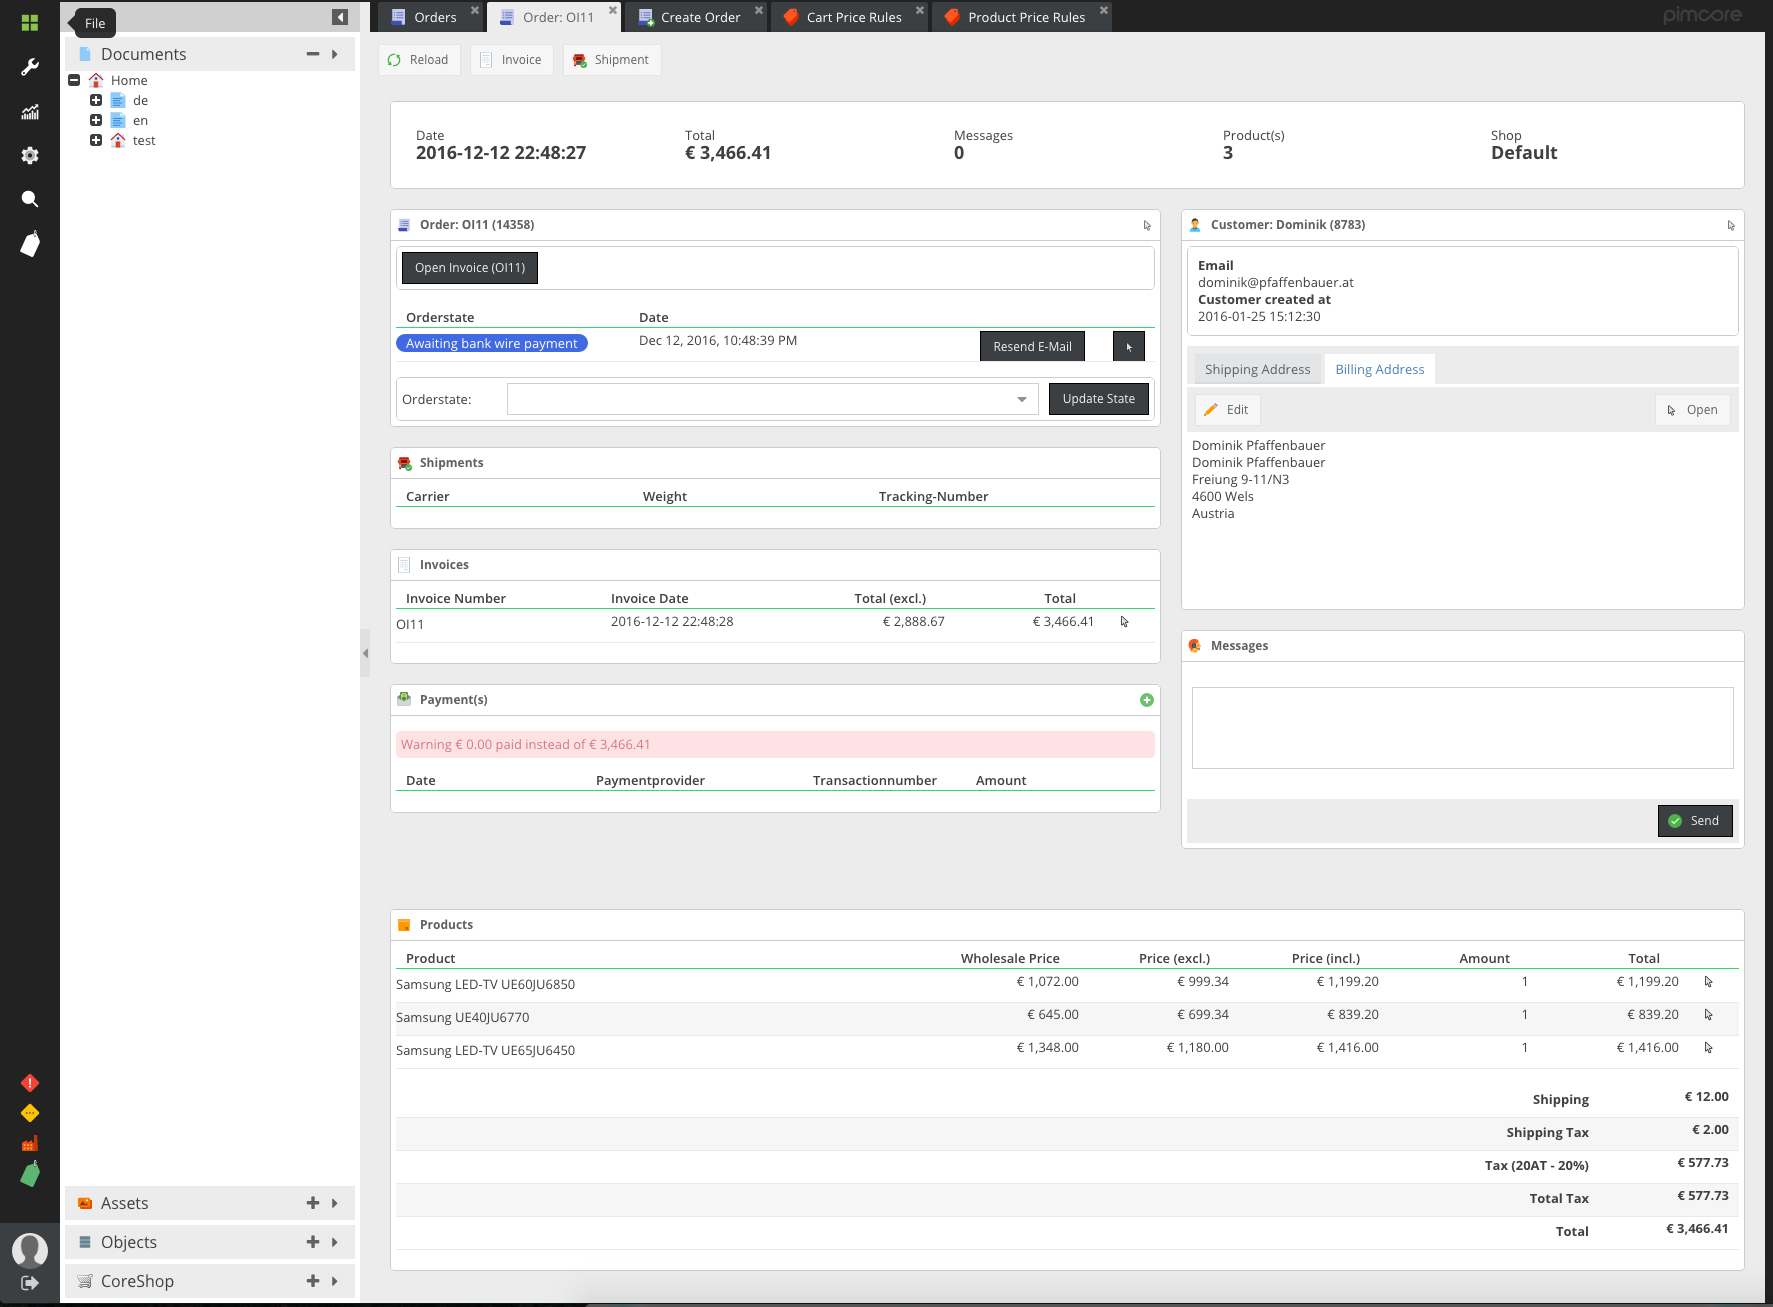 File
Documents
Home
de
en
test
Assets
Objects
CoreShop
Orders
Order: OI11
Create Order
Cart Price Rules
Product Price Rules
pimcore
Reload
Invoice
Shipment
Date
2016-12-12 22:48:27
Total
€ 3,466.41
Messages
0
Product(s)
3
Shop
Default
Order: OI11 (14358)
Open Invoice (OI11)
Orderstate Date
Awaiting bank wire payment Dec 12, 2016, 10:48:39 PM Resend E-Mail
Orderstate: Update State
Shipments
Carrier Weight Tracking-Number
Invoices
Invoice Number Invoice Date Total (excl.) Total
OI11 2016-12-12 22:48:28 € 2,888.67 € 3,466.41
Payment(s)
Warning € 0.00 paid instead of € 3,466.41
Date Paymentprovider Transactionnumber Amount
Customer: Dominik (8783)
Email
dominik@pfaffenbauer.at
Customer created at
2016-01-25 15:12:30
Shipping Address Billing Address
Edit Open
Dominik Pfaffenbauer
Dominik Pfaffenbauer
Freiung 9-11/N3
4600 Wels
Austria
Messages
Send
Products
Product Wholesale Price Price (excl.) Price (incl.) Amount Total
Samsung LED-TV UE60JU6850 € 1,072.00 € 999.34 € 1,199.20 1 € 1,199.20
Samsung UE40JU6770 € 645.00 € 699.34 € 839.20 1 € 839.20
Samsung LED-TV UE65JU6450 € 1,348.00 € 1,180.00 € 1,416.00 1 € 1,416.00
Shipping € 12.00
Shipping Tax € 2.00
Tax (20AT - 20%) € 577.73
Total Tax € 577.73
Total € 3,466.41